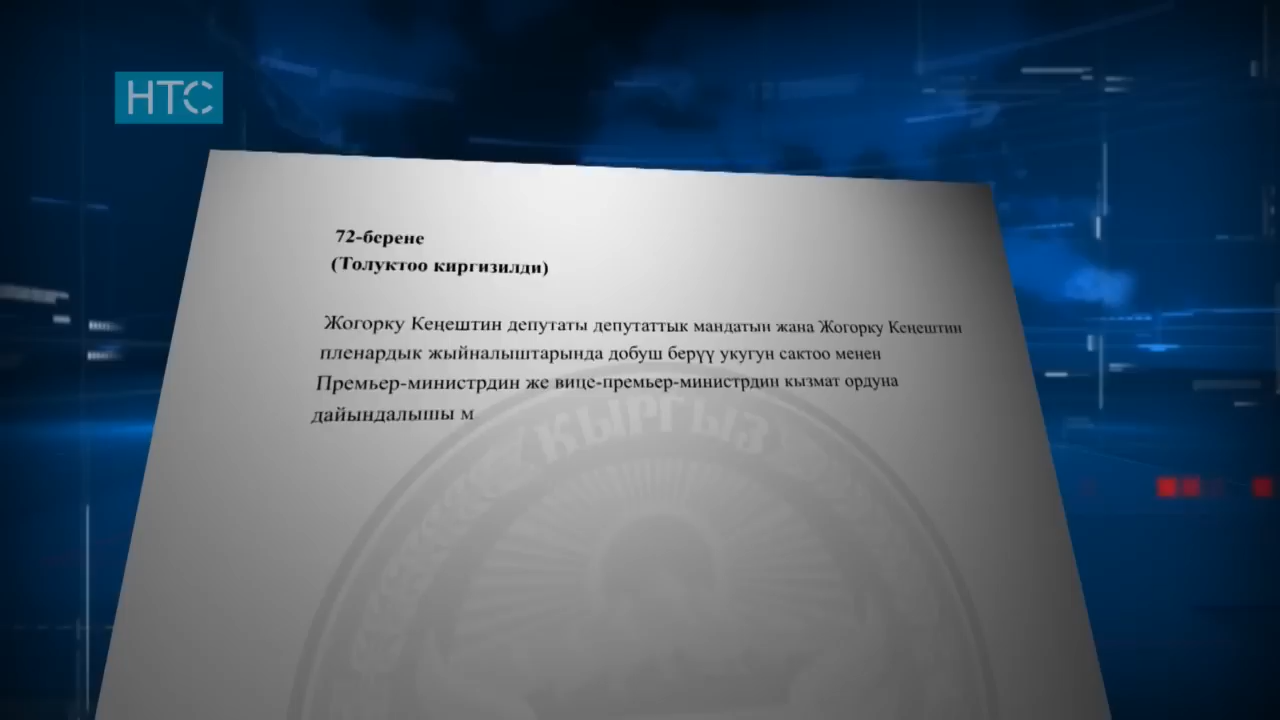 НТС
72-берене
(Толуктоо киргизилди)
Жогорку Кеңештин депутаты депутаттык мандатын жана Жогорку Кеңештин
пленардык жыйналыштарында добуш берүү укугун сактоо менен
Премьер-министрдин же вице-премьер-министрдин кызмат ордуна
дайындалышы м
КЫРГЫЗ